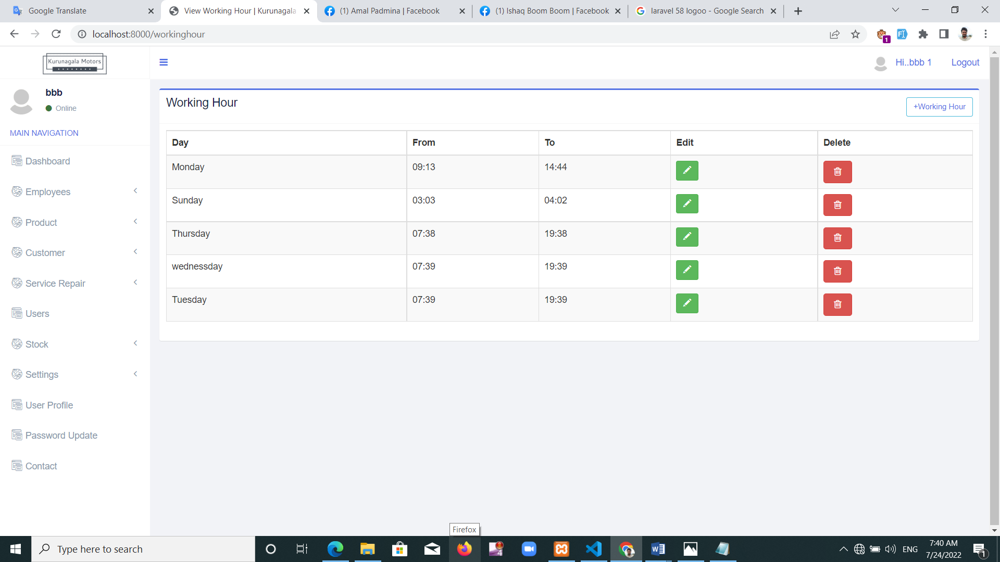 Google Translate
View Working Hour | Kurunagala
(1) Amal Padmina | Facebook
(1) Ishaq Boom Boom | Facebook
laravel 58 logoo - Google Search
localhost:8000/workinghour
1
Kurunagala Motors
Hi..bbb 1
Logout
bbb
Online
MAIN NAVIGATION
Dashboard
Employees
Product
Customer
Service Repair
Users
Stock
Settings
User Profile
Password Update
Contact
Working Hour
+Working Hour
Day From To Edit Delete
Monday 09:13 14:44
Sunday 03:03 04:02
Thursday 07:38 19:38
wednessday 07:39 19:39
Tuesday 07:39 19:39
Firefox
Type here to search
4
ENG
7:40 AM
7/24/2022
1